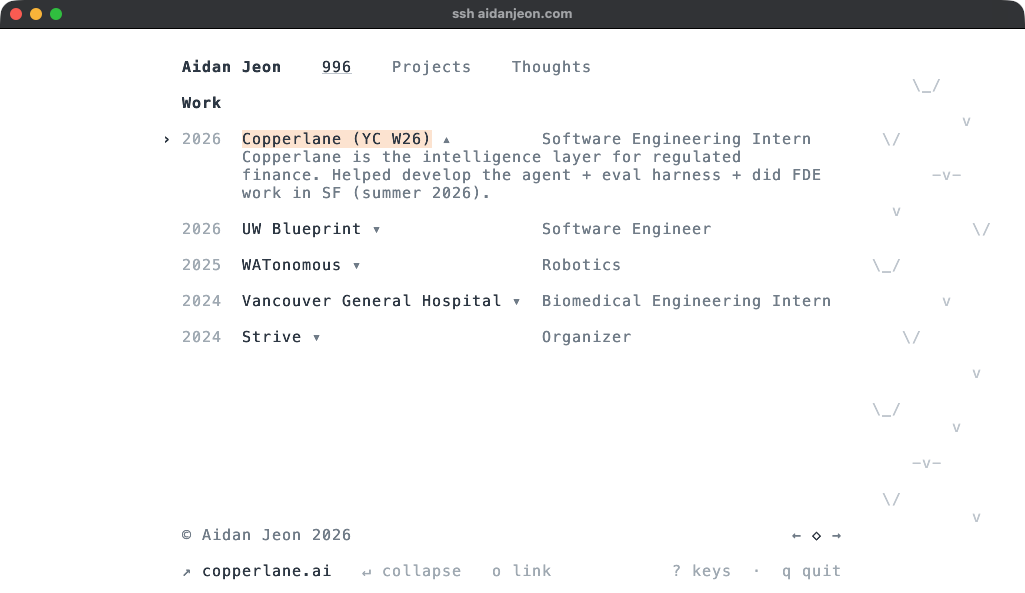 ssh aidanjeon.com
Aidan Jeon 996 Projects Thoughts
\_/
Work
v
› 2026 Copperlane (YC W26) ▴ Software Engineering Intern \/
Copperlane is the intelligence layer for regulated
finance. Helped develop the agent + eval harness + did FDE —v—
work in SF (summer 2026).
v
2026 UW Blueprint ▾ Software Engineer \/
2025 WATonomous ▾ Robotics \_/
2024 Vancouver General Hospital ▾ Biomedical Engineering Intern v
2024 Strive ▾ Organizer \/
v
\_/
v
—v—
\/
v
© Aidan Jeon 2026 ← ◇ →
↗ copperlane.ai ↵ collapse o link ? keys · q quit